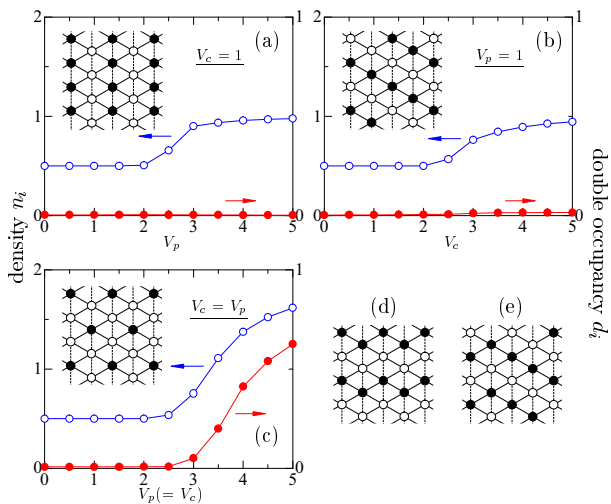 2 1
(a)
V_c = 1
1
0 0
0 1 2 3 4 5
V_p
2 1
(b)
V_p = 1
1
0 0
0 1 2 3 4 5
V_c
density n_i
double occupancy d_i
2 1
V_c = V_p
1
(c)
0 0
0 1 2 3 4 5
V_p(= V_c)
(d) (e)